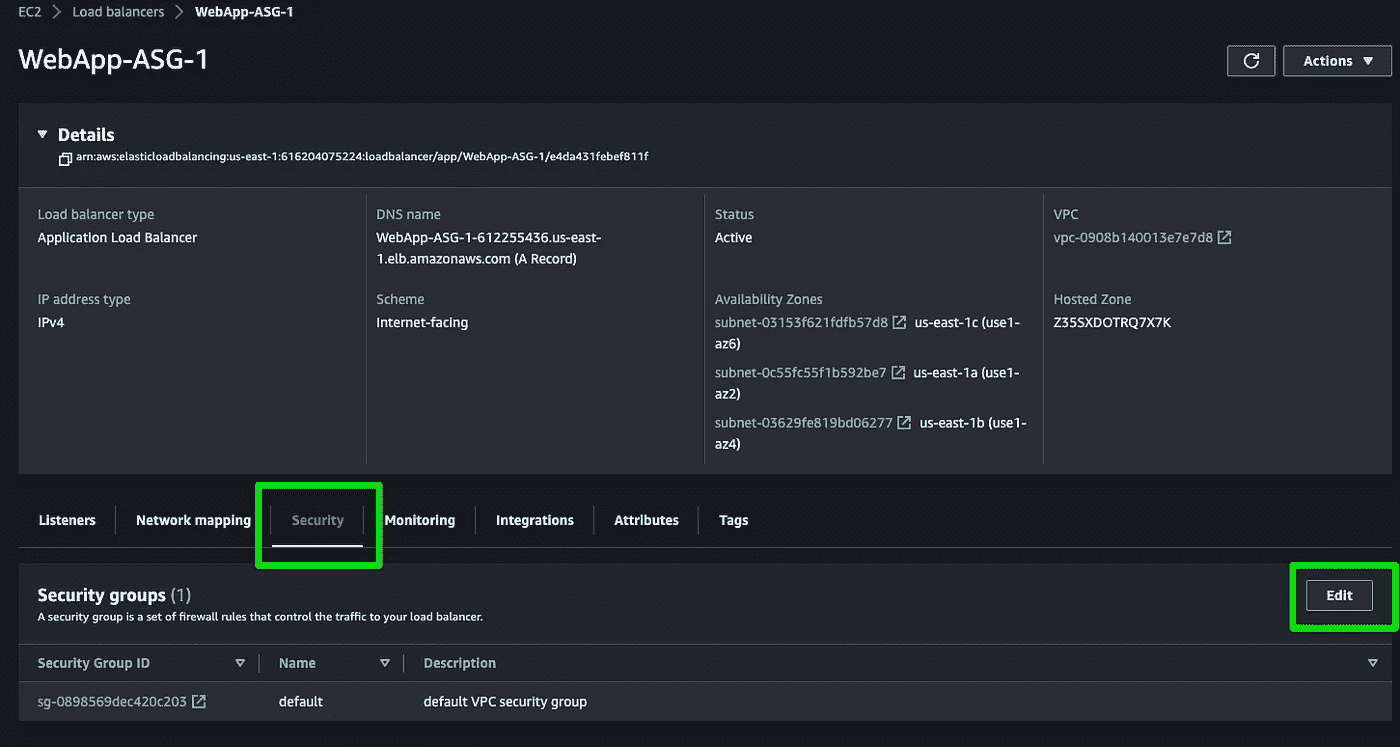 EC2 > Load balancers > WebApp-ASG-1
WebApp-ASG-1
Actions
Details
arn:aws:elasticloadbalancing:us-east-1:616204075224:loadbalancer/app/WebApp-ASG-1/e4da431febef811f
Load balancer type
Application Load Balancer
DNS name
WebApp-ASG-1-612255436.us-east-
1.elb.amazonaws.com (A Record)
Status
Active
VPC
vpc-0908b140013e7e7d8
IP address type
IPv4
Scheme
Internet-facing
Availability Zones
subnet-03153f621fdfb57d8 us-east-1c (use1-
az6)
subnet-0c55fc55f1b592be7 us-east-1a (use1-
az2)
subnet-03629fe819bd06277 us-east-1b (use1-
az4)
Hosted Zone
Z35SXDOTRQ7X7K
Listeners Network mapping Security Monitoring Integrations Attributes Tags
Security groups (1)
A security group is a set of firewall rules that control the traffic to your load balancer.
Edit
Security Group ID Name Description
sg-0898569dec420c203 default default VPC security group